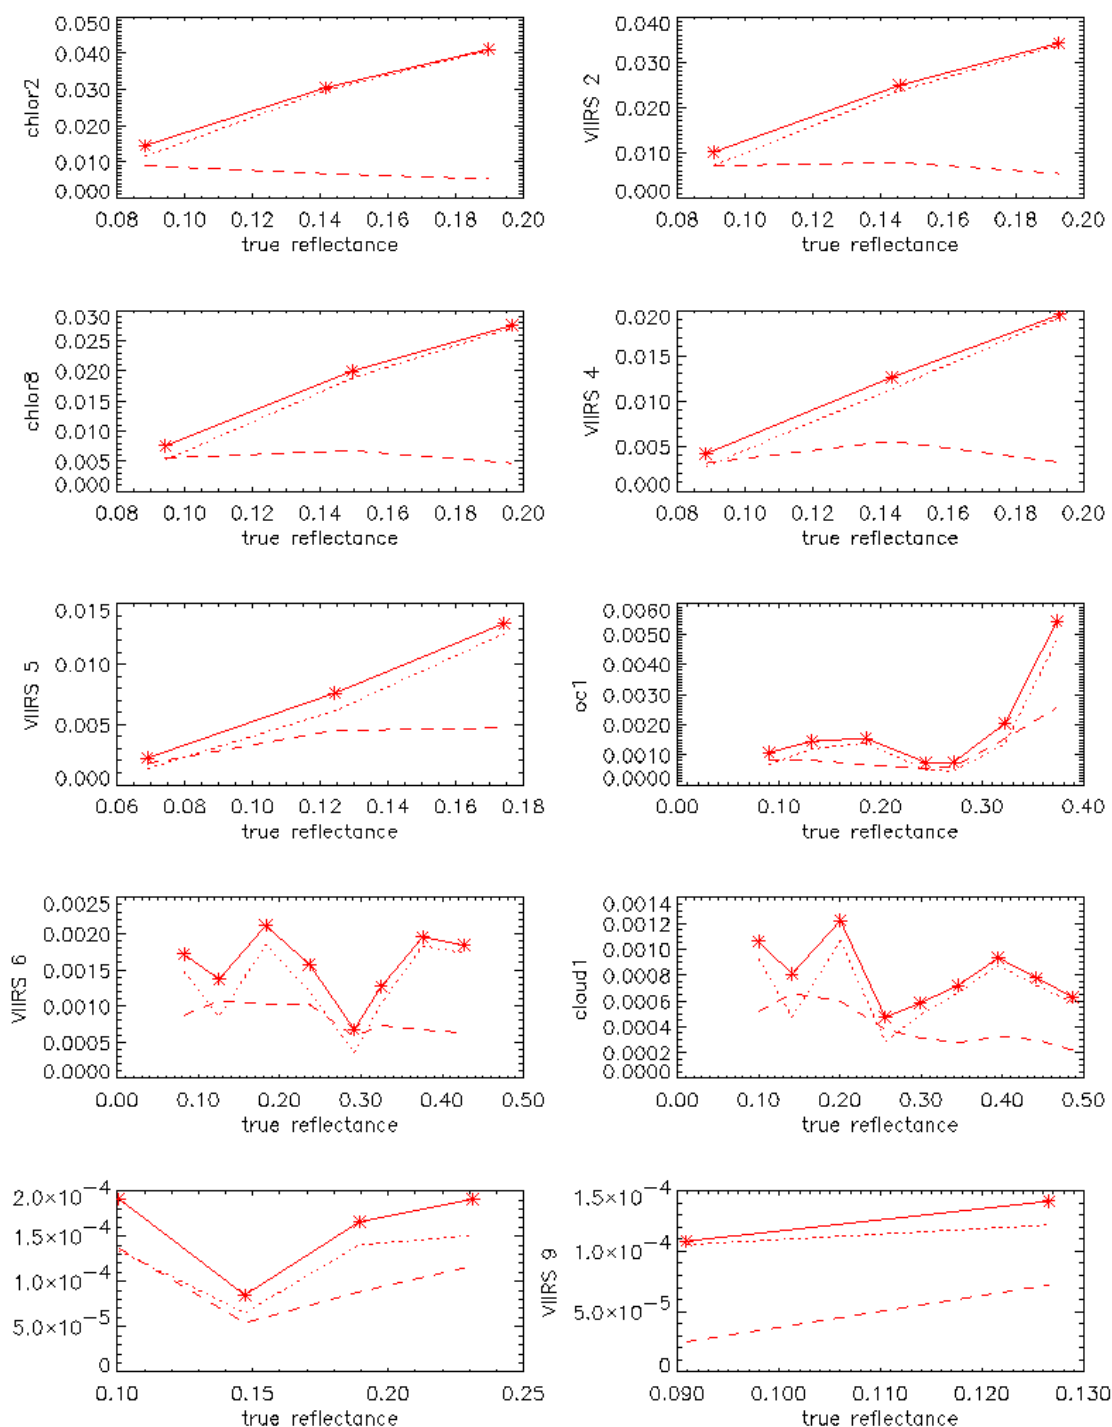 0.050
0.040
0.030
0.020
0.010
0.000
chlor2
0.08 0.10 0.12 0.14 0.16 0.18 0.20
true reflectance
0.040
0.030
0.020
0.010
0.000
VIIRS 2
0.08 0.10 0.12 0.14 0.16 0.18 0.20
true reflectance
0.030
0.025
0.020
0.015
0.010
0.005
0.000
chlor8
0.08 0.10 0.12 0.14 0.16 0.18 0.20
true reflectance
0.020
0.015
0.010
0.005
0.000
VIIRS 4
0.08 0.10 0.12 0.14 0.16 0.18 0.20
true reflectance
0.015
0.010
0.005
0.000
VIIRS 5
0.06 0.08 0.10 0.12 0.14 0.16 0.18
true reflectance
0.0060
0.0050
0.0040
0.0030
0.0020
0.0010
0.0000
oc1
0.00 0.10 0.20 0.30 0.40
true reflectance
0.0025
0.0020
0.0015
0.0010
0.0005
0.0000
VIIRS 6
0.00 0.10 0.20 0.30 0.40 0.50
true reflectance
0.0014
0.0012
0.0010
0.0008
0.0006
0.0004
0.0002
0.0000
cloud1
0.00 0.10 0.20 0.30 0.40 0.50
true reflectance
2.0×10⁻⁴
1.5×10⁻⁴
1.0×10⁻⁴
5.0×10⁻⁵
0
0.10 0.15 0.20 0.25
true reflectance
1.5×10⁻⁴
1.0×10⁻⁴
5.0×10⁻⁵
0
VIIRS 9
0.090 0.100 0.110 0.120 0.130
true reflectance